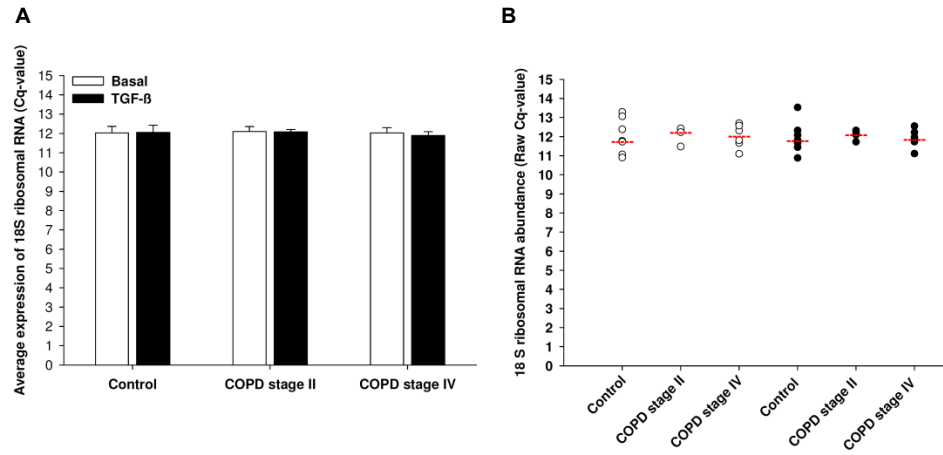 A
Average expression of 18S ribosomal RNA (Cq-value)
15
14
13
12
11
10
9
8
7
6
5
4
3
2
1
0
Basal
TGF-ß
Control
COPD stage II
COPD stage IV
B
18 S ribosomal RNA abundance (Raw Cq-value)
15
14
13
12
11
10
9
8
7
6
5
4
3
2
1
0
Control
COPD stage II
COPD stage IV
Control
COPD stage II
COPD stage IV